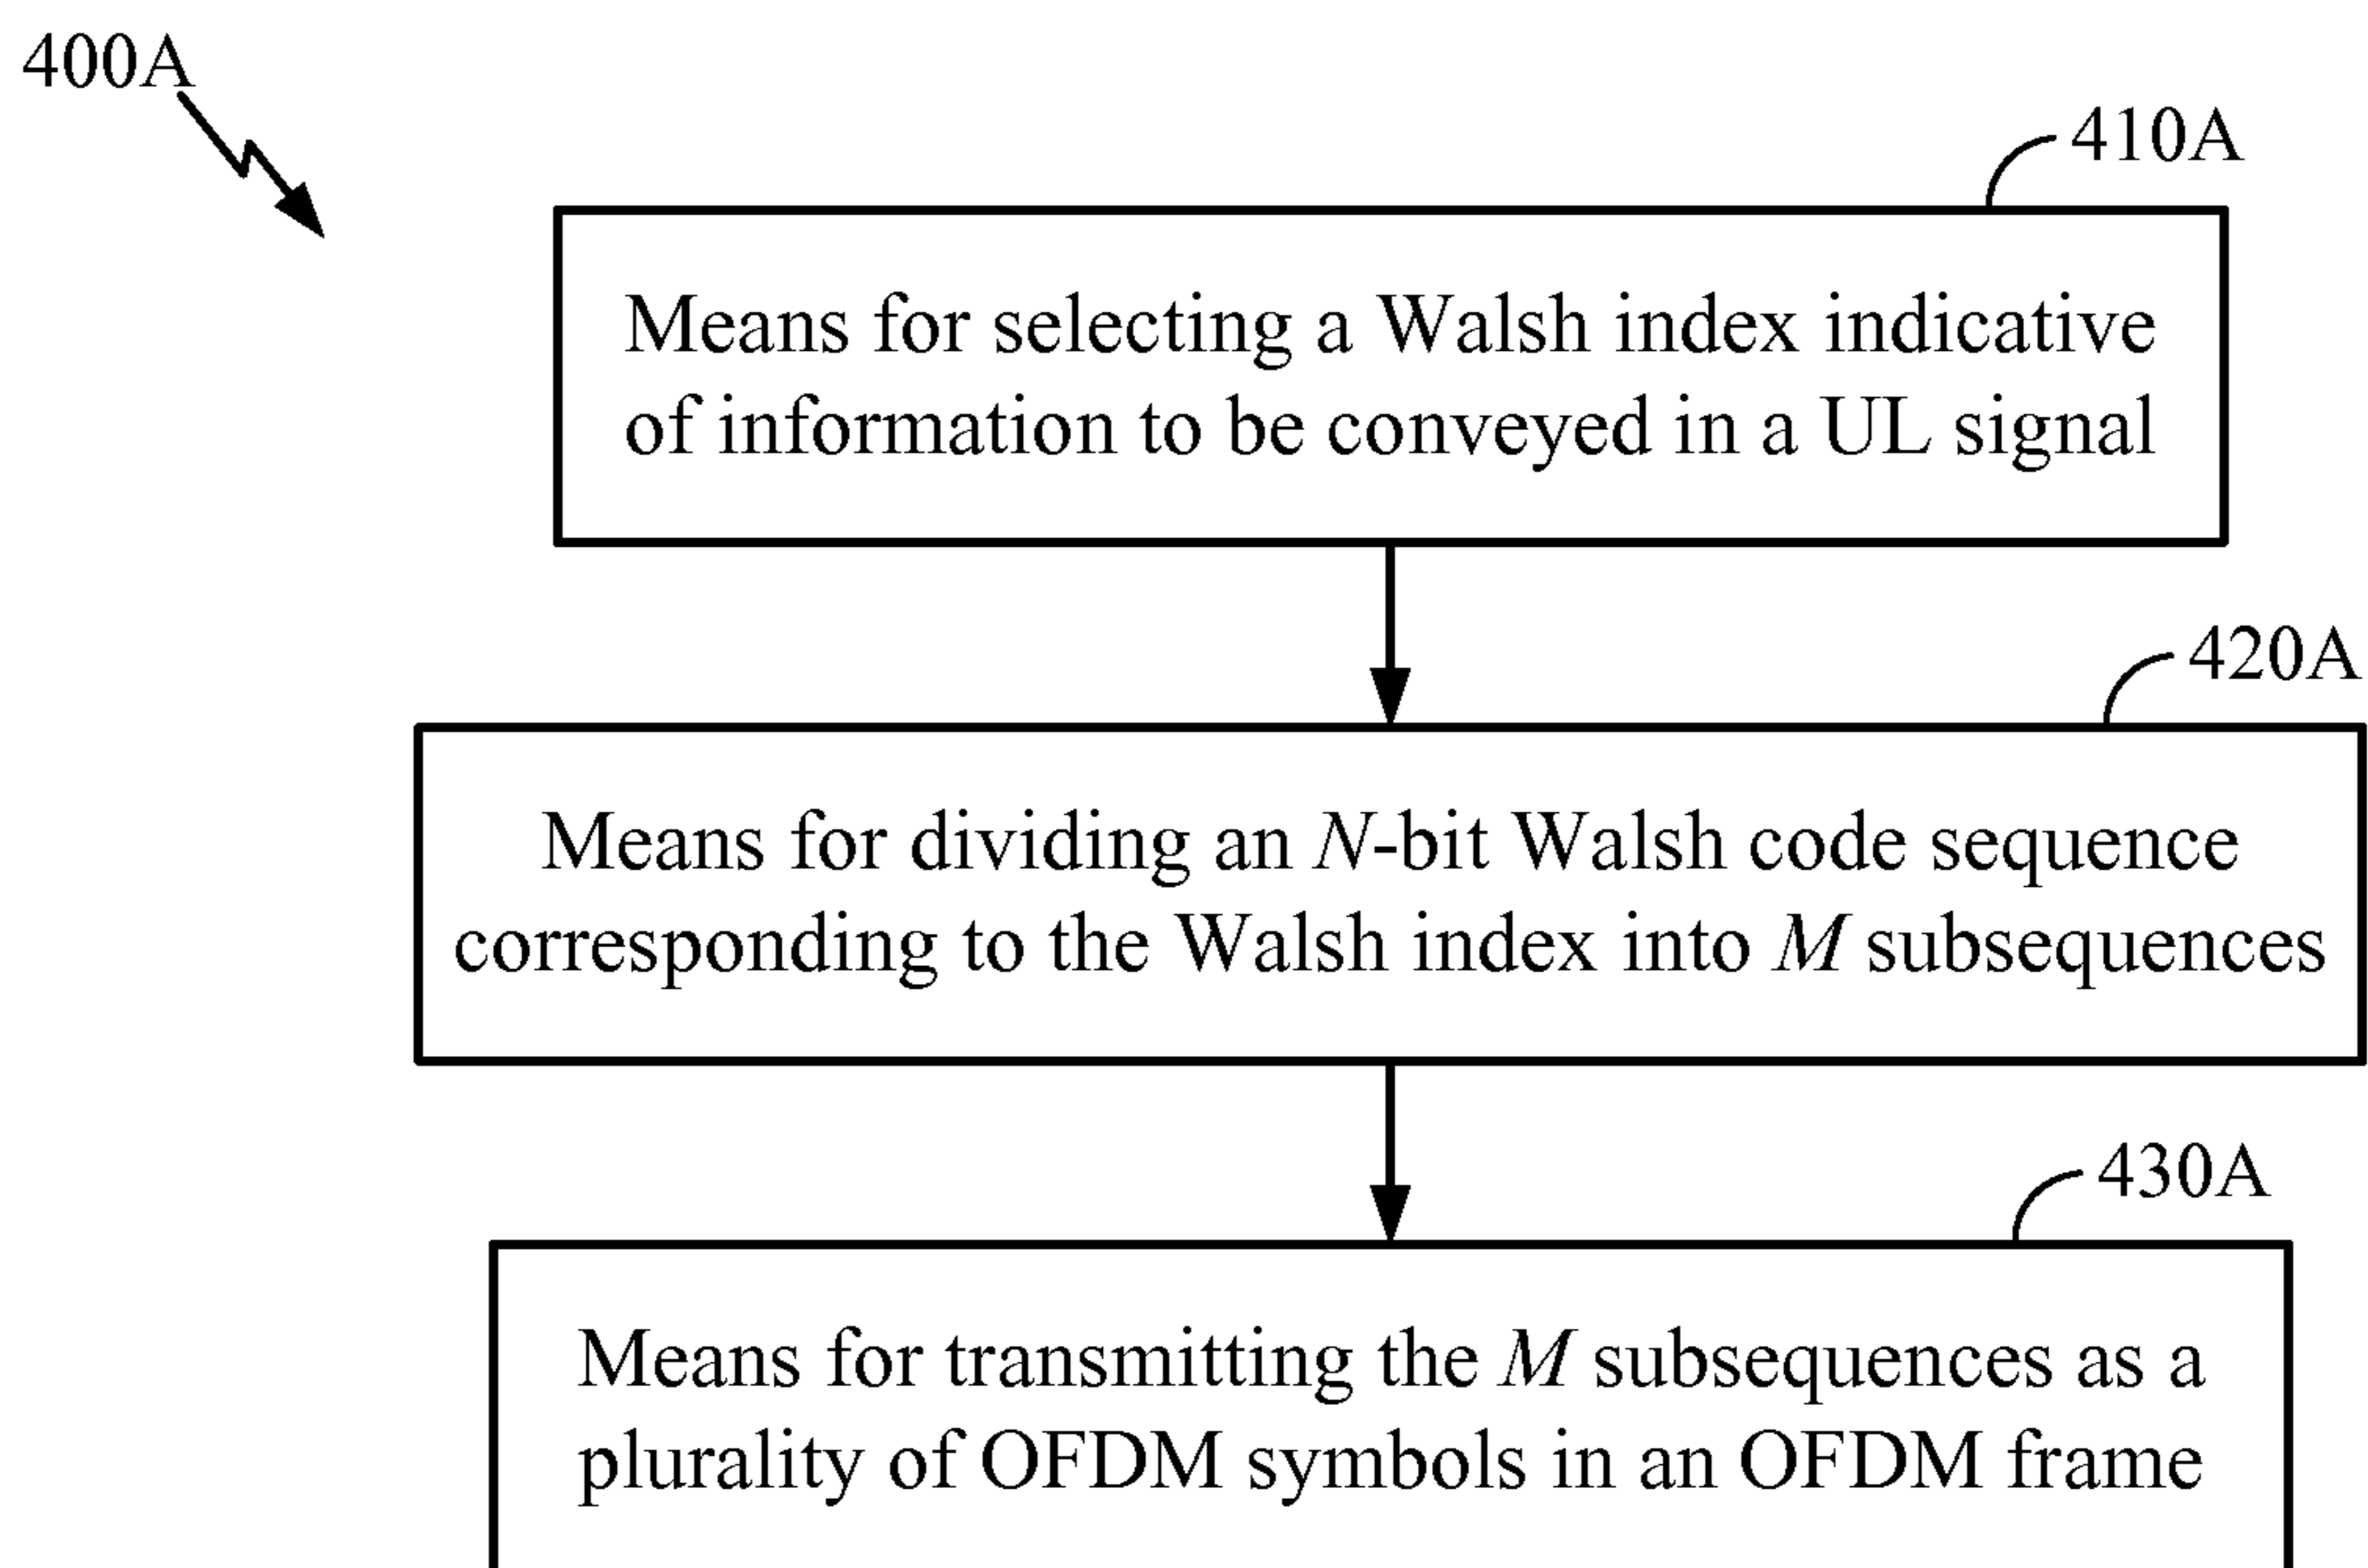 400A
410A
Means for selecting a Walsh index indicative
of information to be conveyed in a UL signal
420A
Means for dividing an N-bit Walsh code sequence
corresponding to the Walsh index into M subsequences
430A
Means for transmitting the M subsequences as a
plurality of OFDM symbols in an OFDM frame